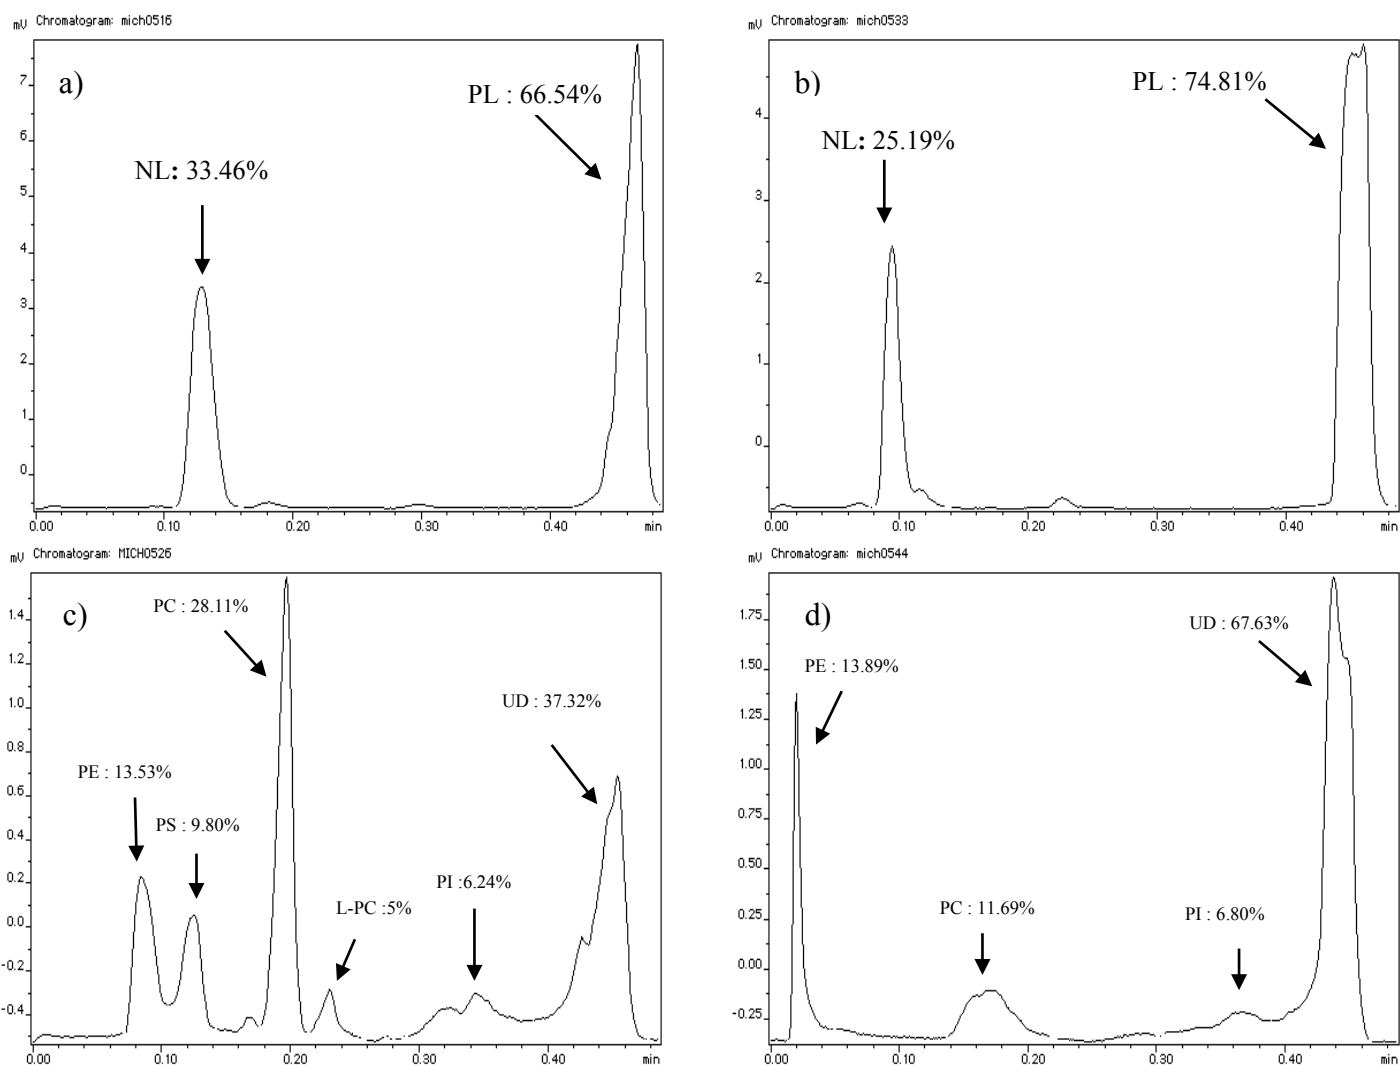 mV Chromatogram: mich0516
a)
PL : 66.54%
NL: 33.46%
7
6
5
4
3
2
1
0
0.00 0.10 0.20 0.30 0.40 min
mV Chromatogram: mich0533
b)
PL : 74.81%
NL: 25.19%
4
3
2
1
0
0.00 0.10 0.20 0.30 0.40 min
mV Chromatogram: MICH0526
c)
PC : 28.11%
UD : 37.32%
PE : 13.53%
PS : 9.80%
PI :6.24%
L-PC :5%
1.4
1.2
1.0
0.8
0.6
0.4
0.2
0.0
-0.2
-0.4
0.00 0.10 0.20 0.30 0.40 min
mV Chromatogram: mich0544
d)
UD : 67.63%
PE : 13.89%
PC : 11.69%
PI : 6.80%
1.75
1.50
1.25
1.00
0.75
0.50
0.25
0.00
-0.25
0.00 0.10 0.20 0.30 0.40 min